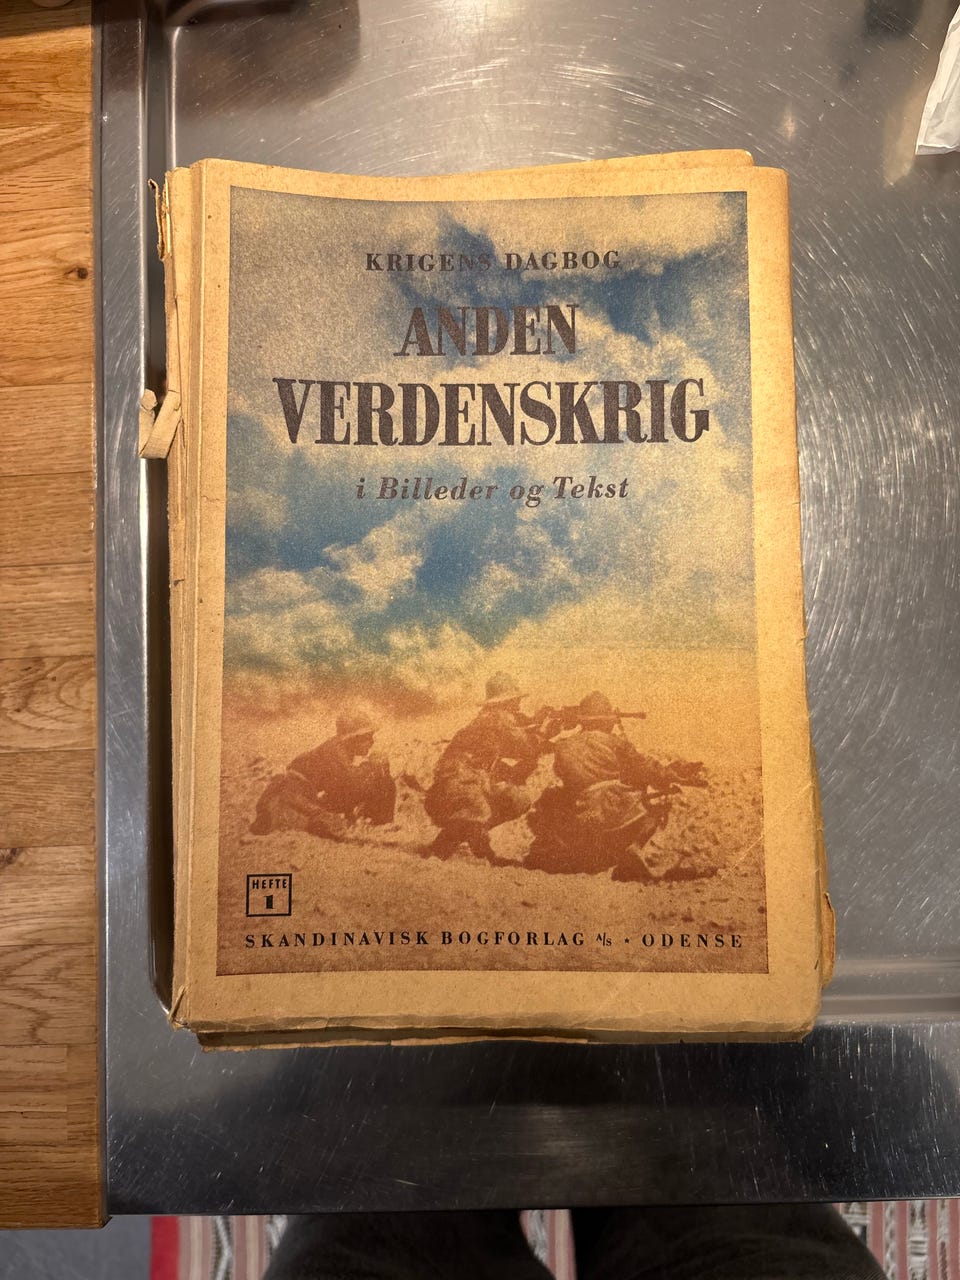 KRIGENS DAGBOG
ANDEN
VERDENSKRIG
i Billeder og Tekst
HEFTE
1
SKANDINAVISK BOGFORLAG A/S ★ ODENSE